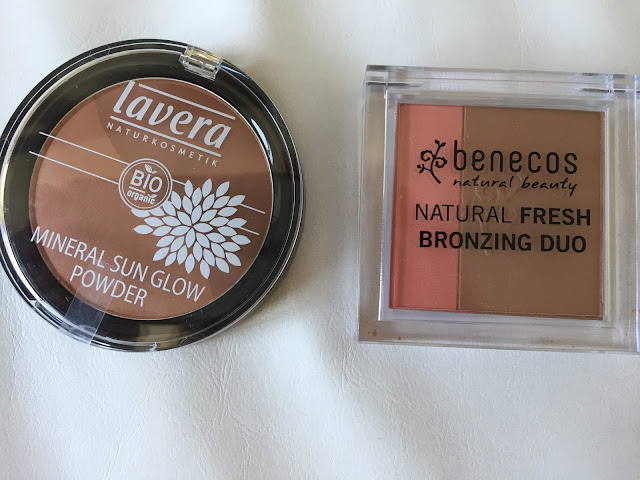 lavera
NATURKOSMETIK
BIO
organic
MINERAL SUN GLOW
POWDER
benecos
natural beauty
NATURAL FRESH
BRONZING DUO